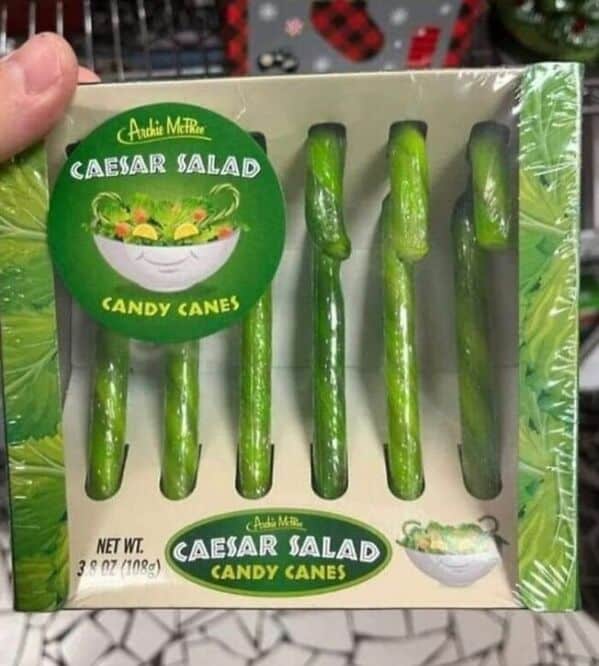 Archie McPhee
CAESAR SALAD
CANDY CANES
Archie McPhee
CAESAR SALAD
CANDY CANES
NET WT.
3.8 OZ (108g)